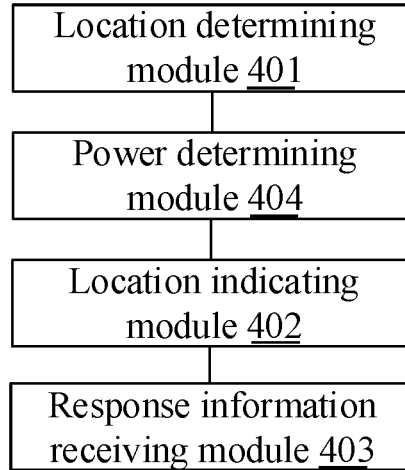 Location determining
module 401
Power determining
module 404
Location indicating
module 402
Response information
receiving module 403